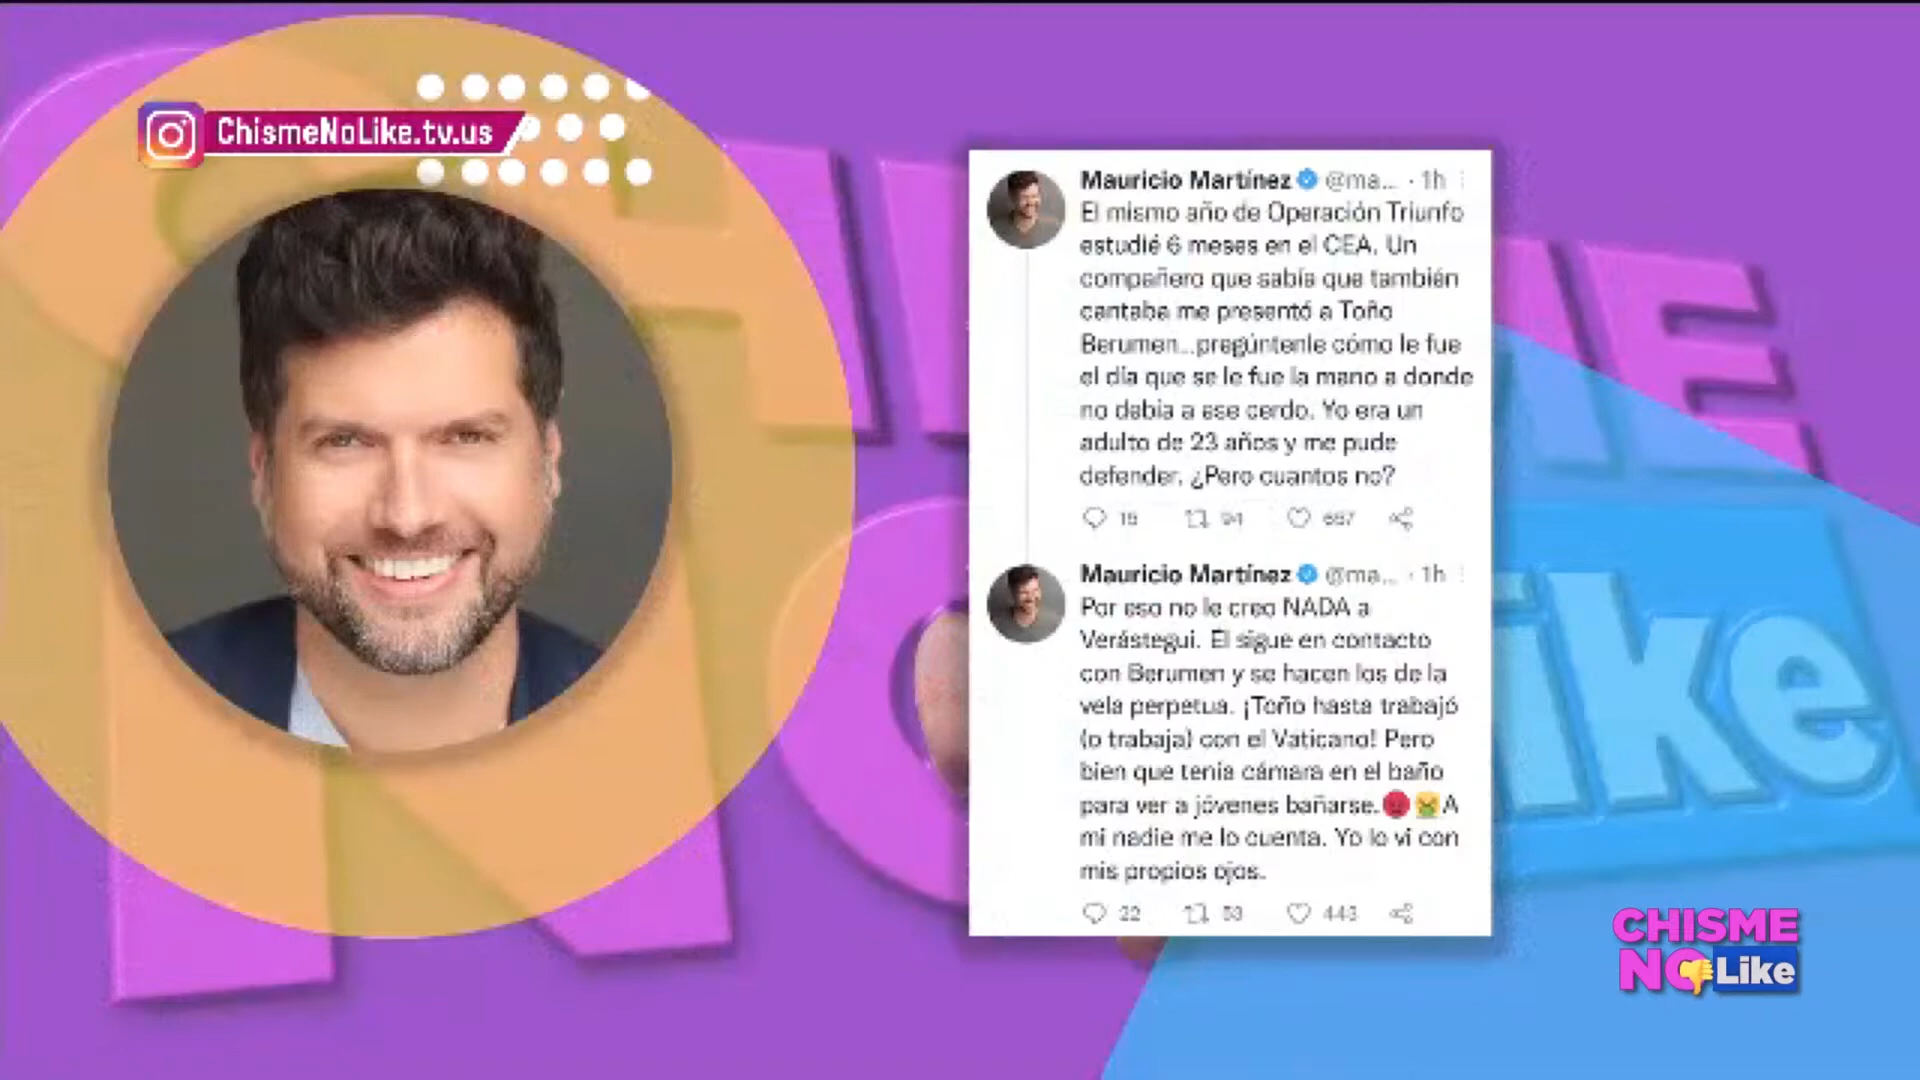 ChismeNoLike.tv.us
Mauricio Martínez @ma... · 1h
El mismo año de Operación Triunfo
estudié 6 meses en el CEA. Un
compañero que sabía que también
cantaba me presentó a Toño
Berumen...pregúntenle cómo le fue
el día que se le fue la mano a donde
no debía a ese cerdo. Yo era un
adulto de 23 años y me pude
defender. ¿Pero cuantos no?
15 94 657
Mauricio Martínez @ma... · 1h
Por eso no le creo NADA a
Verástegui. Él sigue en contacto
con Berumen y se hacen los de la
vela perpetua. ¡Toño hasta trabajó
(o trabaja) con el Vaticano! Pero
bien que tenía cámara en el baño
para ver a jóvenes bañarse. A
mi nadie me lo cuenta. Yo lo vi con
mis propios ojos.
22 53 443
CHISME
NO Like